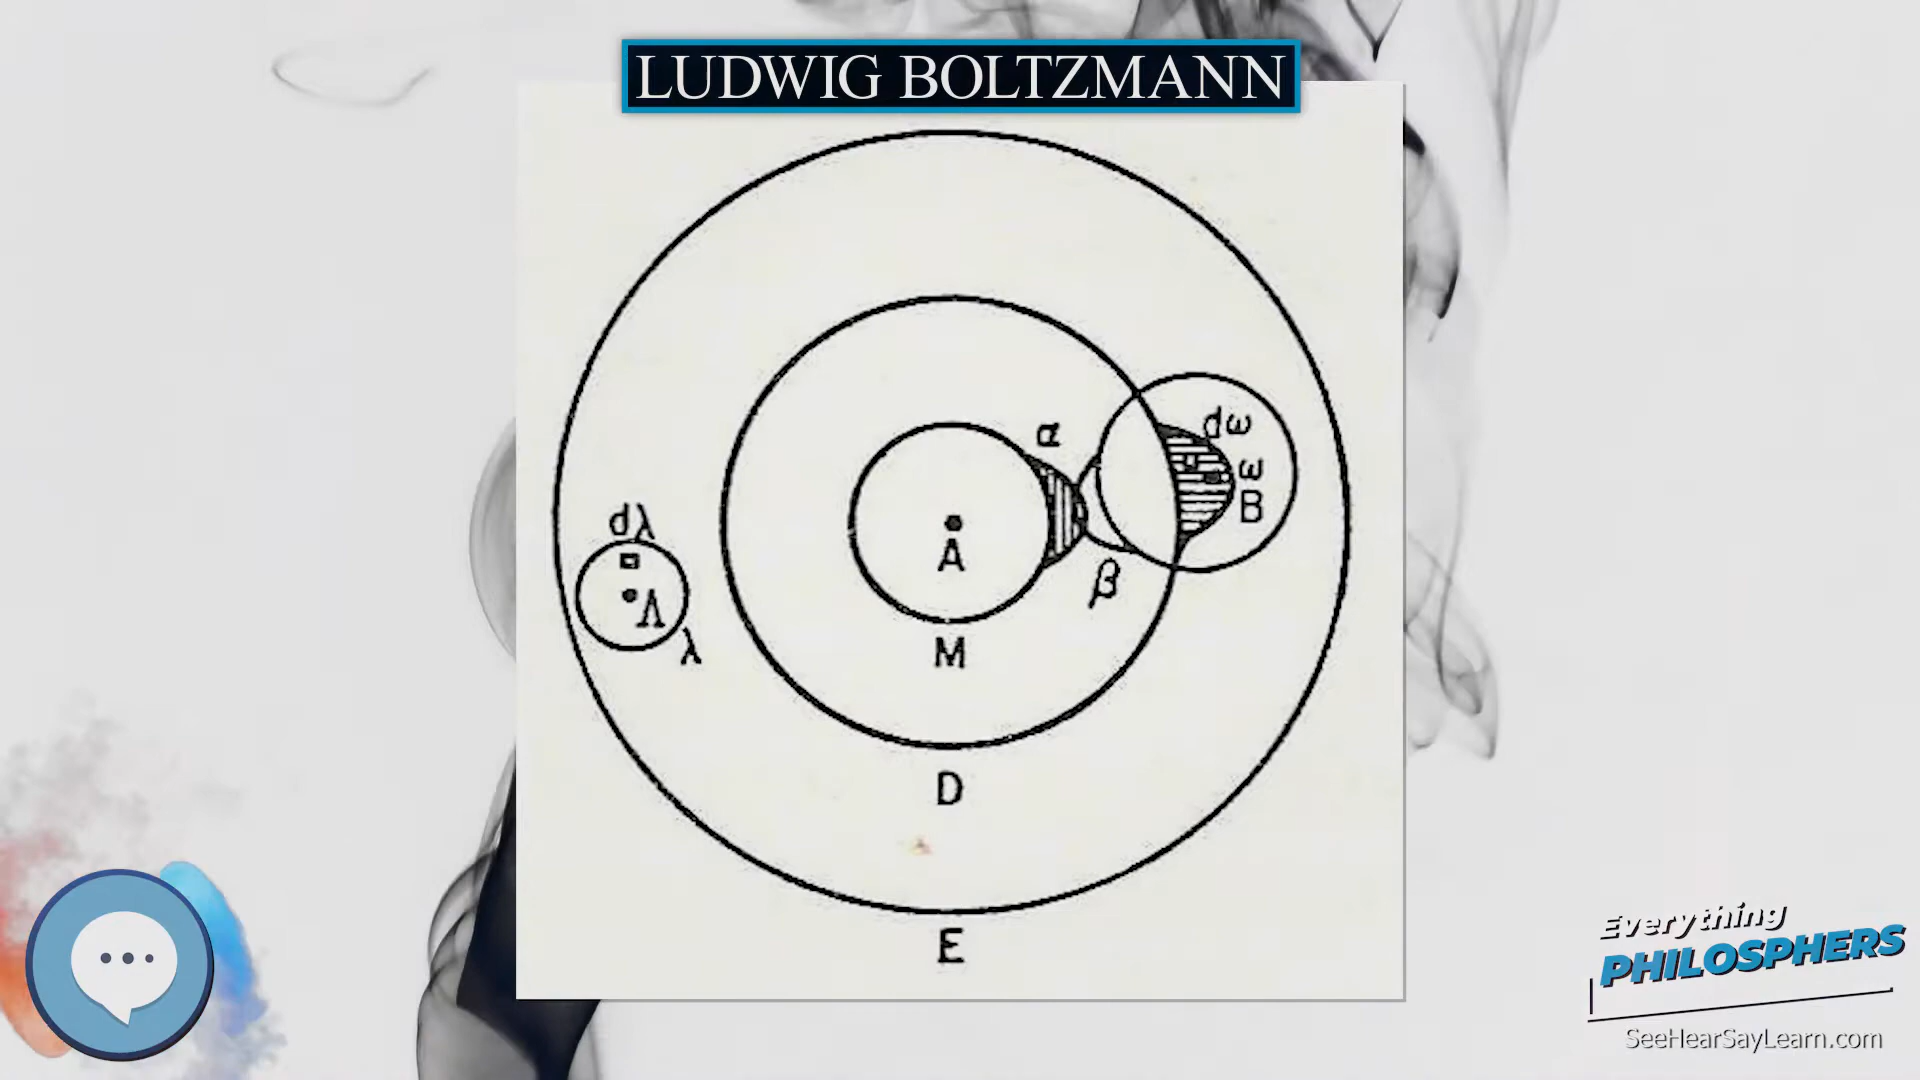 LUDWIG BOLTZMANN
α
dω
ω
B
dλ
A
Λ
β
λ
M
D
E
Everything
PHILOSPHERS
SeeHearSayLearn.com